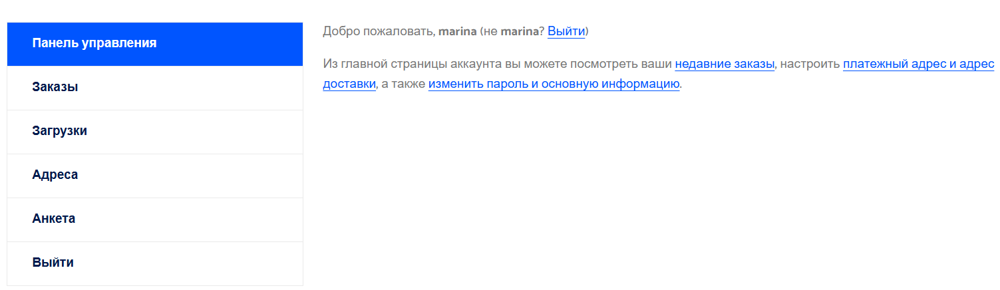 Панель управления
Заказы
Загрузки
Адреса
Анкета
Выйти
Добро пожаловать, marina (не marina? Выйти)
Из главной страницы аккаунта вы можете посмотреть ваши недавние заказы, настроить платежный адрес и адрес
доставки, а также изменить пароль и основную информацию.